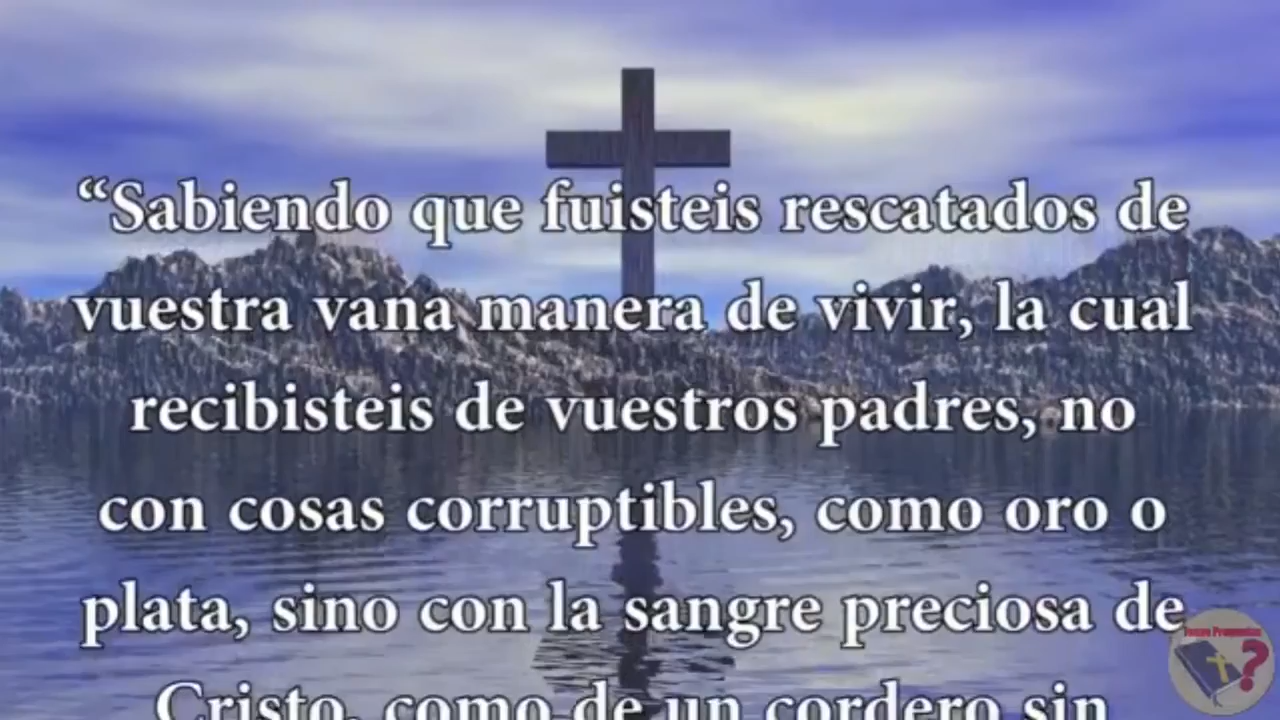 “Sabiendo que fuisteis rescatados de
vuestra vana manera de vivir, la cual
recibisteis de vuestros padres, no
con cosas corruptibles, como oro o
plata, sino con la sangre preciosa de
Cristo, como de un cordero sin